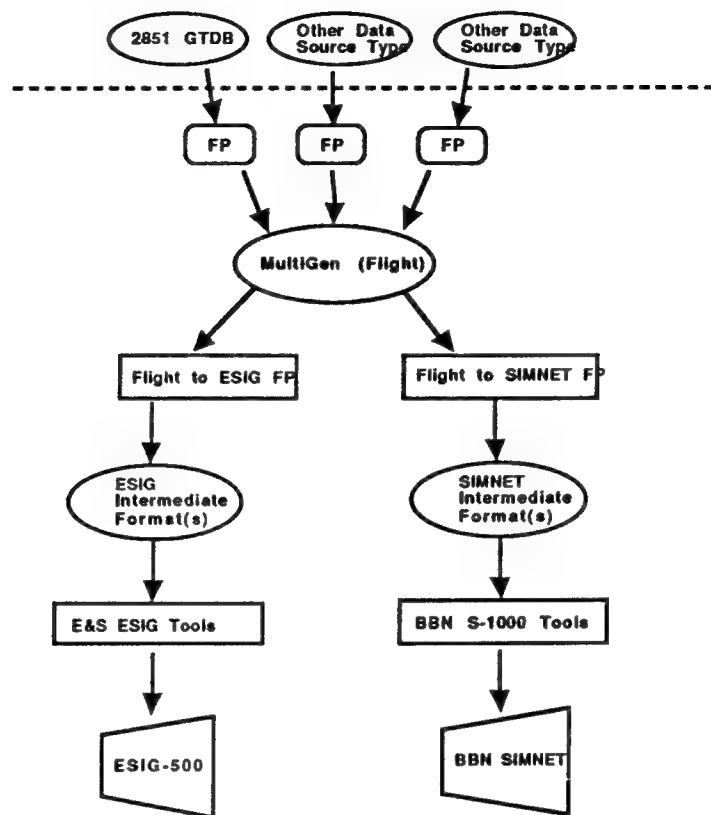 2851 GTDB
Other Data
Source Type
Other Data
Source Type
FP
FP
FP
MultiGen (Flight)
Flight to ESIG FP
Flight to SIMNET FP
ESIG
Intermediate
Format(s)
SIMNET
Intermediate
Format(s)
E&S ESIG Tools
BBN S-1000 Tools
ESIG-500
BBN SIMNET